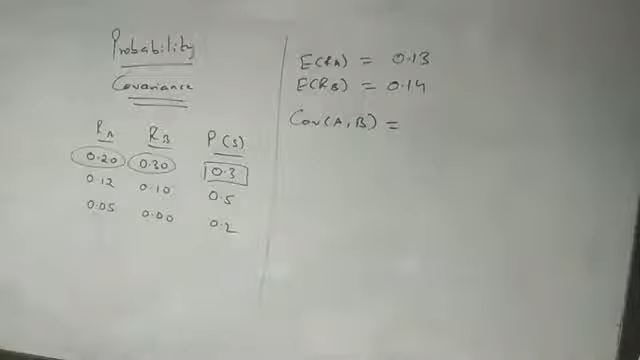 Probability
Covariance
RA RB P(S)
0.20 0.30 0.3
0.12 0.10 0.5
0.05 0.00 0.2
E(RA) = 0.13
E(RB) = 0.14
Cov(A,B) =